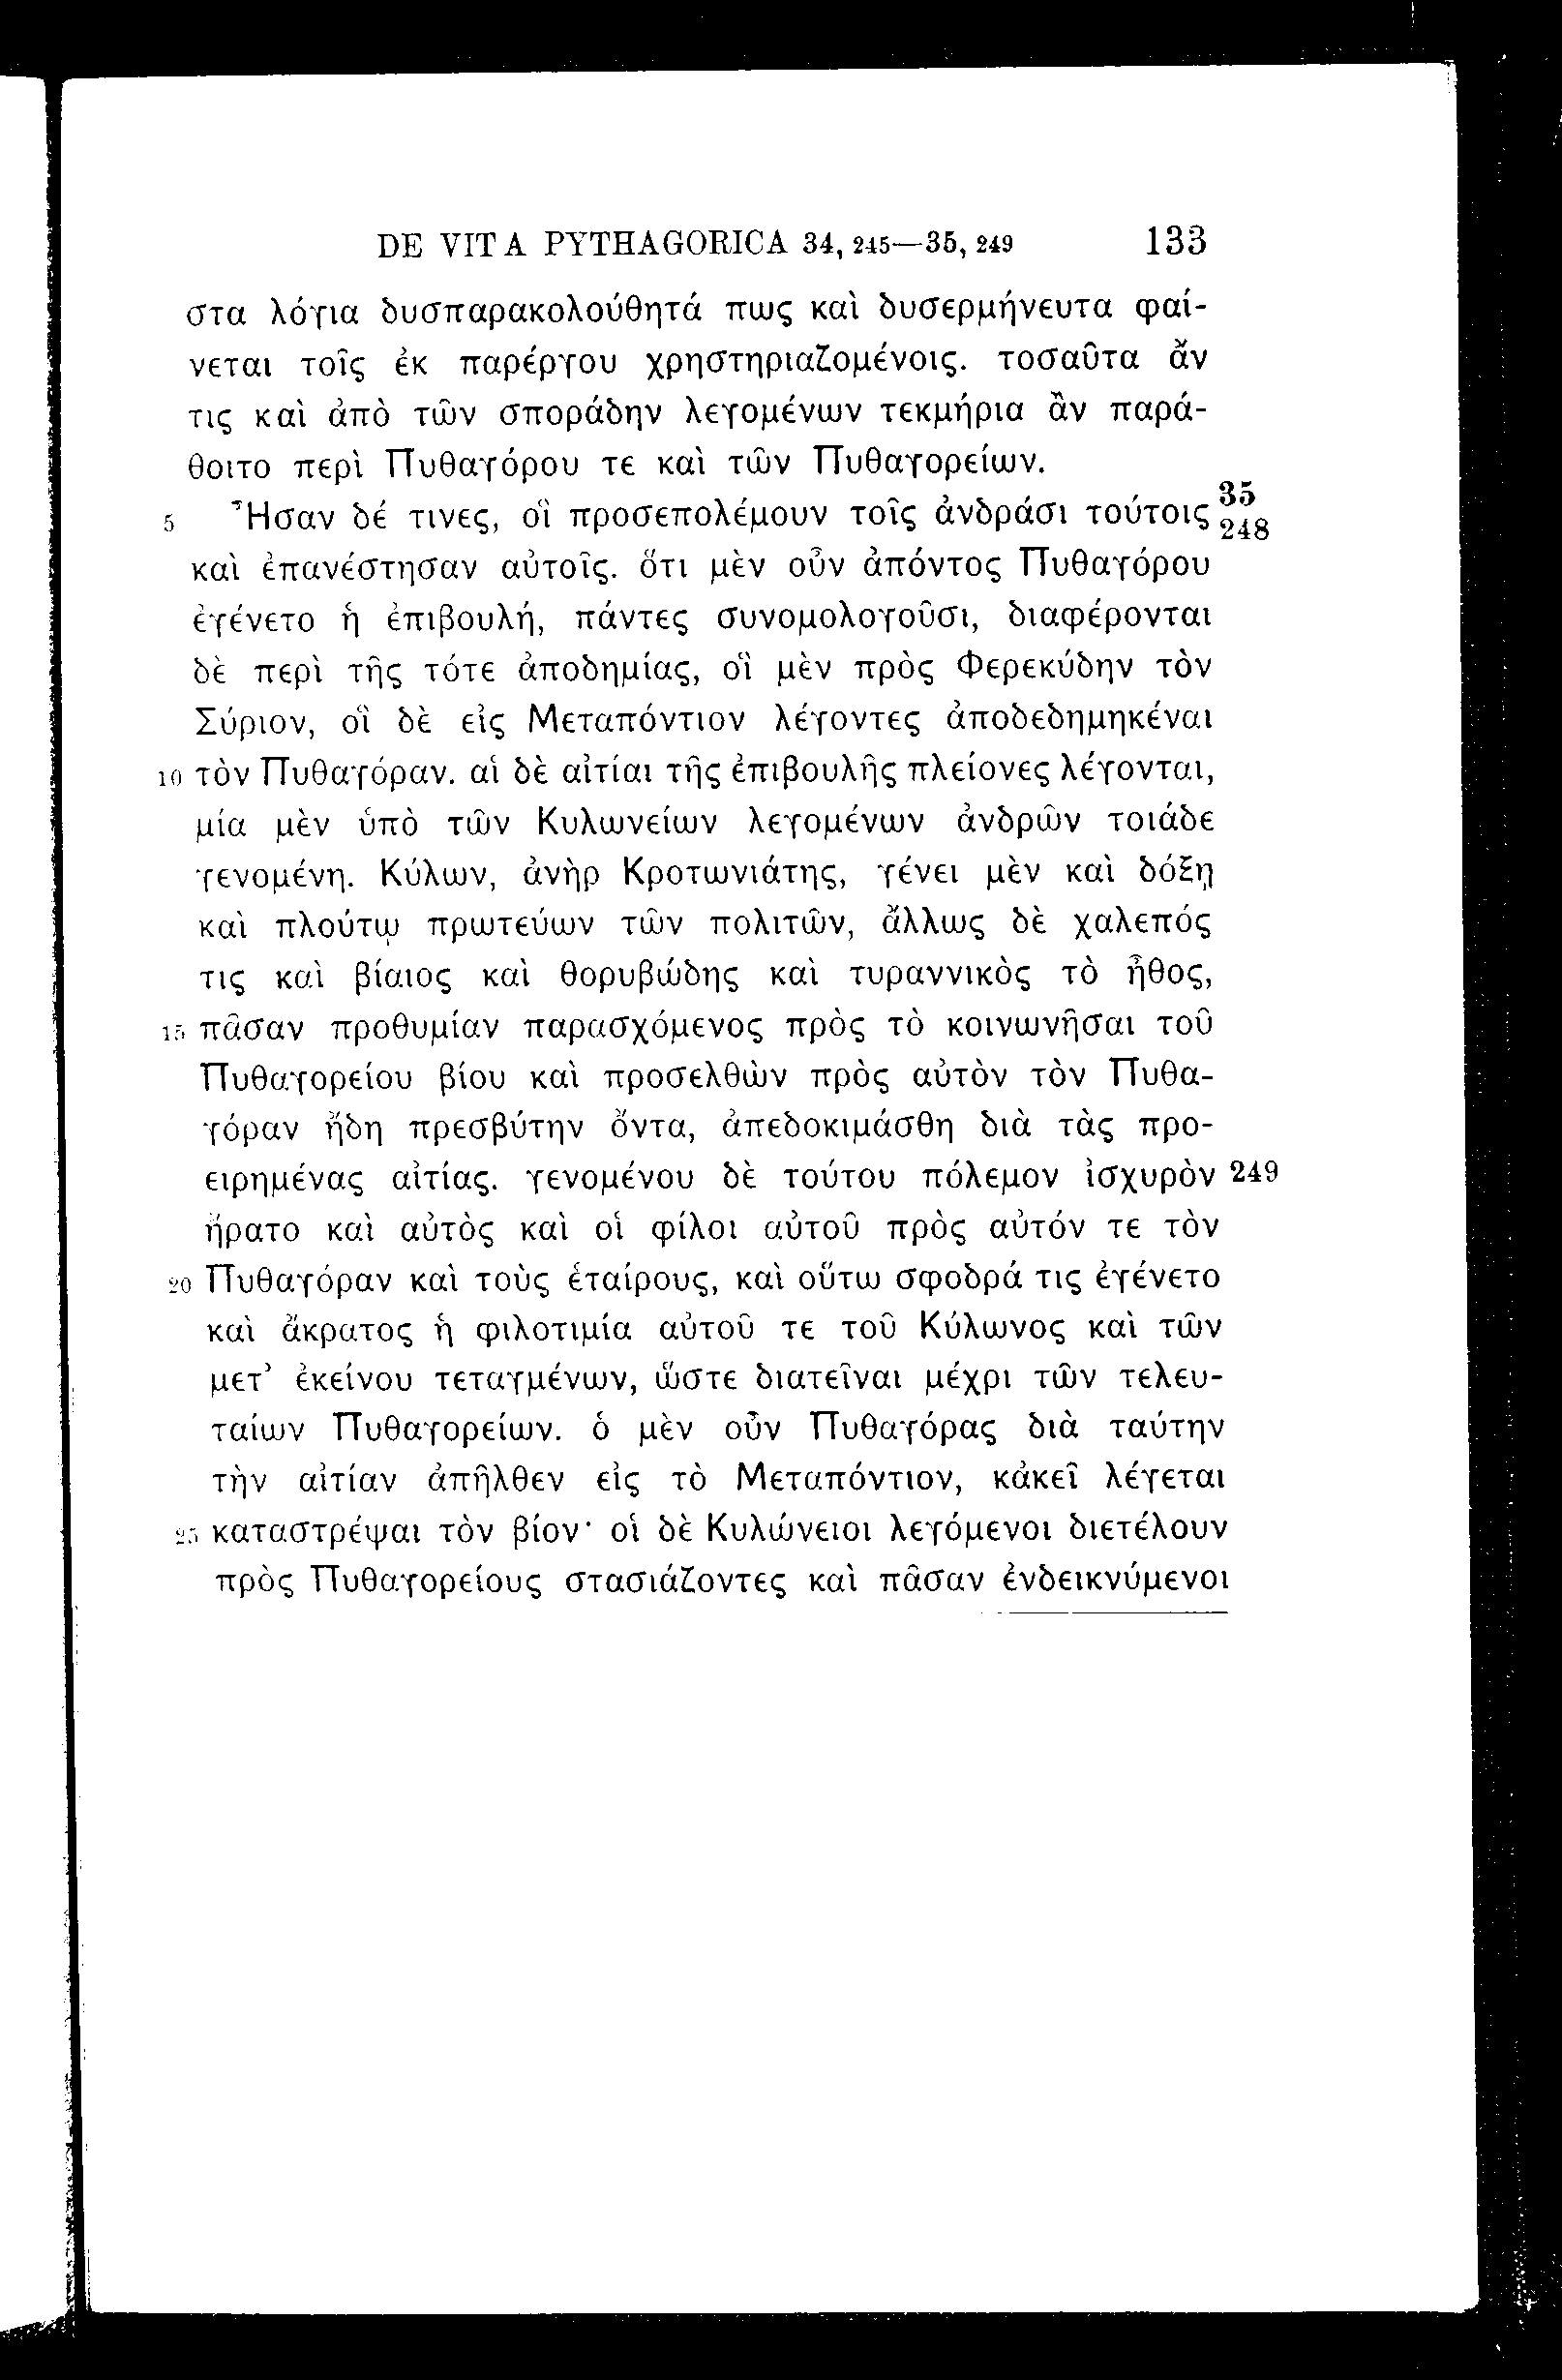 DE VITA PYTHAGORICA 34, 245—35, 249 133
στα λόγια δυσπαρακολούθητά πως καὶ δυσερμήνευτα φαί-
νεται τοῖς ἐκ παρέργου χρηστηριαζομένοις. τοσαῦτα ἄν
τις καὶ ἀπὸ τῶν σποράδην λεγομένων τεκμήρια ἂν παρά-
θοιτο περὶ Πυθαγόρου τε καὶ τῶν Πυθαγορείων.
5 Ἦσαν δέ τινες, οἳ προσεπολέμουν τοῖς ἀνδράσι τούτοις 35 248
καὶ ἐπανέστησαν αὐτοῖς. ὅτι μὲν οὖν ἀπόντος Πυθαγόρου
ἐγένετο ἡ ἐπιβουλή, πάντες συνομολογοῦσι, διαφέρονται
δὲ περὶ τῆς τότε ἀποδημίας, οἳ μὲν πρὸς Φερεκύδην τὸν
Σύριον, οἳ δὲ εἰς Μεταπόντιον λέγοντες ἀποδεδημηκέναι
10 τὸν Πυθαγόραν. αἱ δὲ αἰτίαι τῆς ἐπιβουλῆς πλείονες λέγονται,
μία μὲν ὑπὸ τῶν Κυλωνείων λεγομένων ἀνδρῶν τοιάδε
γενομένη. Κύλων, ἀνὴρ Κροτωνιάτης, γένει μὲν καὶ δόξῃ
καὶ πλούτῳ πρωτεύων τῶν πολιτῶν, ἄλλως δὲ χαλεπός
τις καὶ βίαιος καὶ θορυβώδης καὶ τυραννικὸς τὸ ἦθος,
15 πᾶσαν προθυμίαν παρασχόμενος πρὸς τὸ κοινωνῆσαι τοῦ
Πυθαγορείου βίου καὶ προσελθὼν πρὸς αὐτὸν τὸν Πυθα-
γόραν ἤδη πρεσβύτην ὄντα, ἀπεδοκιμάσθη διὰ τὰς προ-
ειρημένας αἰτίας. γενομένου δὲ τούτου πόλεμον ἰσχυρὸν 249
ἤρατο καὶ αὐτὸς καὶ οἱ φίλοι αὐτοῦ πρὸς αὐτόν τε τὸν
20 Πυθαγόραν καὶ τοὺς ἑταίρους, καὶ οὕτω σφοδρά τις ἐγένετο
καὶ ἄκρατος ἡ φιλοτιμία αὐτοῦ τε τοῦ Κύλωνος καὶ τῶν
μετ’ ἐκείνου τεταγμένων, ὥστε διατεῖναι μέχρι τῶν τελευ-
ταίων Πυθαγορείων. ὁ μὲν οὖν Πυθαγόρας διὰ ταύτην
τὴν αἰτίαν ἀπῆλθεν εἰς τὸ Μεταπόντιον, κἀκεῖ λέγεται
25 καταστρέψαι τὸν βίον· οἱ δὲ Κυλώνειοι λεγόμενοι διετέλουν
πρὸς Πυθαγορείους στασιάζοντες καὶ πᾶσαν ἐνδεικνύμενοι